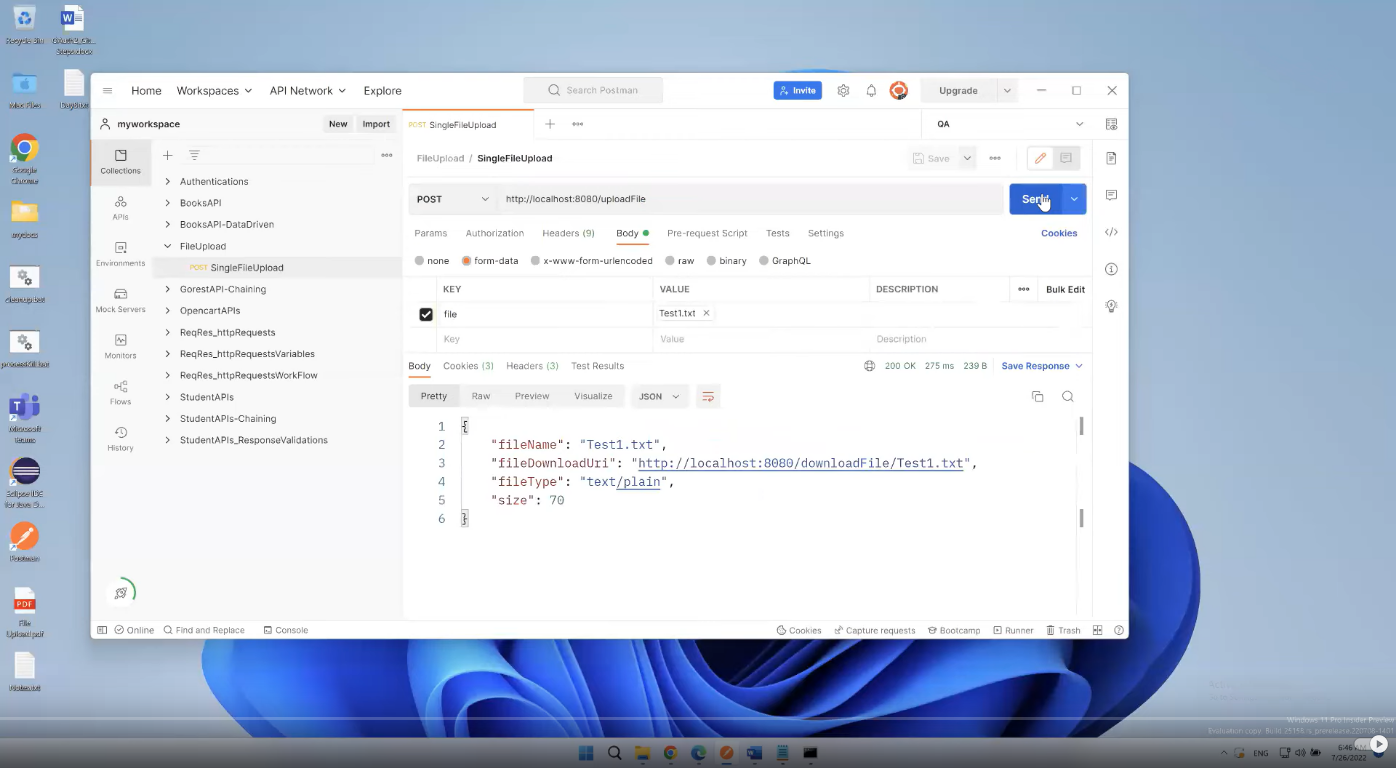 Recycle Bin
Mac Files
Google
Chrome
mydocs
cleanup.bat
Microsoft
Teams
Eclipse IDE
for Java D...
Postman
PDF
File
Upload.pdf
notes.txt
Home Workspaces API Network Explore
Search Postman
Invite
Upgrade
myworkspace
New Import
POST SingleFileUpload
QA
Collections
APIs
Environments
Mock Servers
Monitors
Flows
History
Authentications
BooksAPI
BooksAPI-DataDriven
FileUpload
POST SingleFileUpload
GorestAPI-Chaining
OpencartAPIs
ReqRes_httpRequests
ReqRes_httpRequestsVariables
ReqRes_httpRequestsWorkFlow
StudentAPIs
StudentAPIs-Chaining
StudentAPIs_ResponseValidations
FileUpload / SingleFileUpload
Save
POST http://localhost:8080/uploadFile
Send
Params Authorization Headers (9) Body Pre-request Script Tests Settings Cookies
none form-data x-www-form-urlencoded raw binary GraphQL
KEY VALUE DESCRIPTION Bulk Edit
file Test1.txt
Key Value Description
Body Cookies (3) Headers (3) Test Results 200 OK 275 ms 239 B Save Response
Pretty Raw Preview Visualize JSON
1 {
2 "fileName": "Test1.txt",
3 "fileDownloadUri": "http://localhost:8080/downloadFile/Test1.txt",
4 "fileType": "text/plain",
5 "size": 70
6 }
Online Find and Replace Console Cookies Capture requests Bootcamp Runner Trash
Windows 11 Pro Insider Preview
ENG
7/26/2022